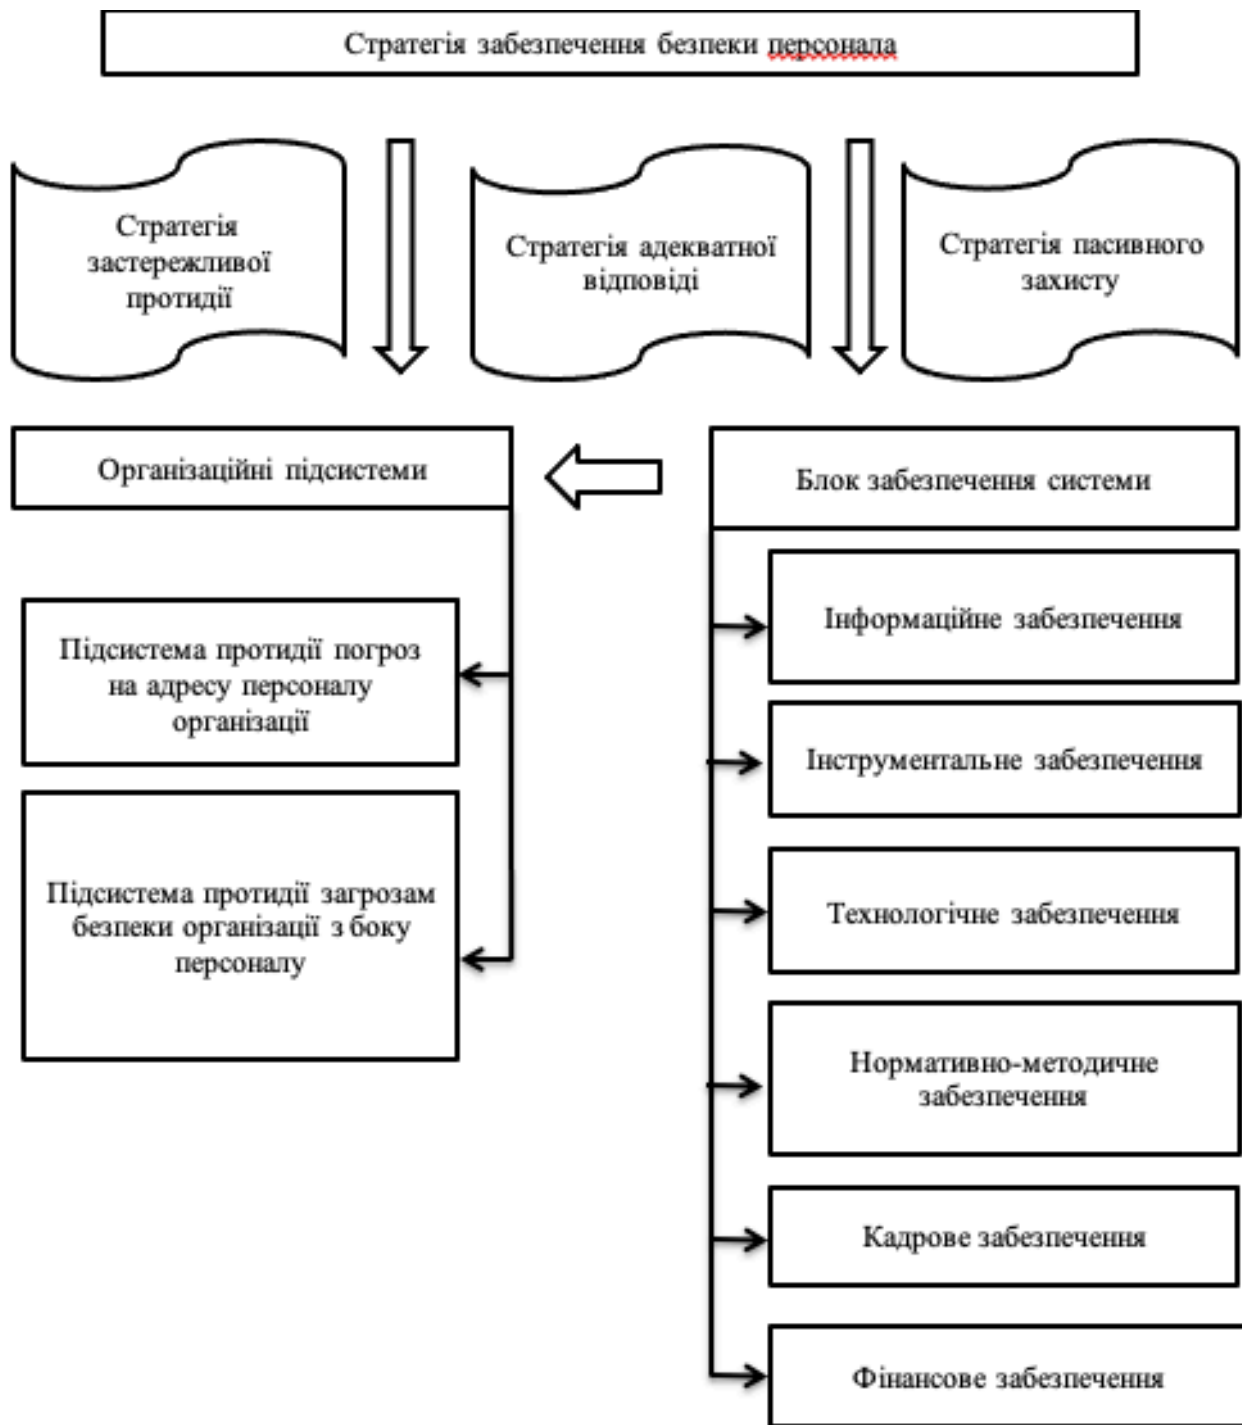 Стратегія забезпечення безпеки персонала
Стратегія
застережливої
протидії
Стратегія адекватної
відповіді
Стратегія пасивного
захисту
Організаційні підсистеми
Блок забезпечення системи
Підсистема протидії погроз
на адресу персоналу
організації
Підсистема протидії загрозам
безпеки організації з боку
персоналу
Інформаційне забезпечення
Інструментальне забезпечення
Технологічне забезпечення
Нормативно-методичне
забезпечення
Кадрове забезпечення
Фінансове забезпечення